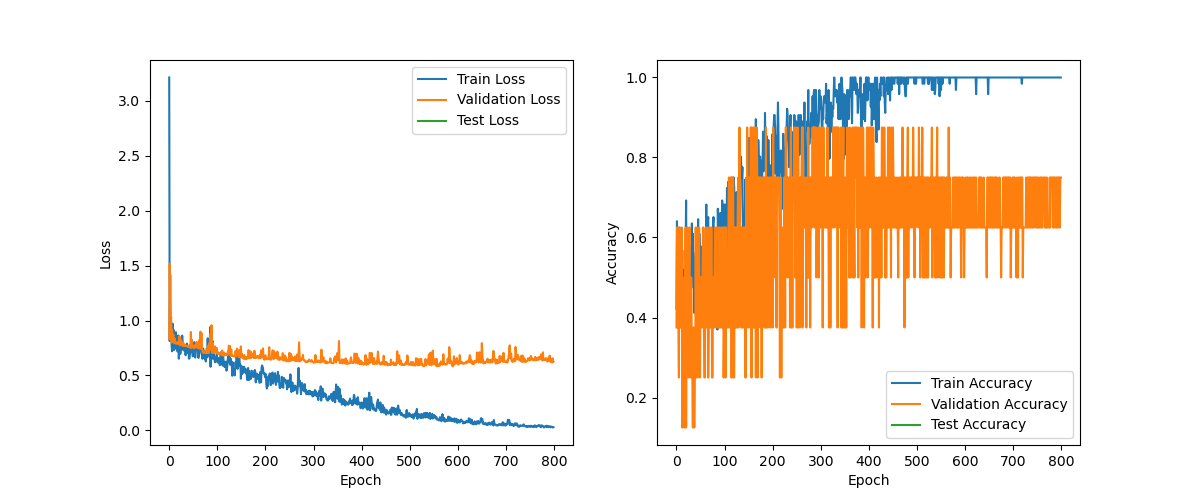 Train Loss
Validation Loss
Test Loss
3.0
2.5
2.0
1.5
1.0
0.5
0.0
Loss
0 100 200 300 400 500 600 700 800
Epoch
1.0
0.8
0.6
0.4
0.2
Accuracy
Train Accuracy
Validation Accuracy
Test Accuracy
0 100 200 300 400 500 600 700 800
Epoch